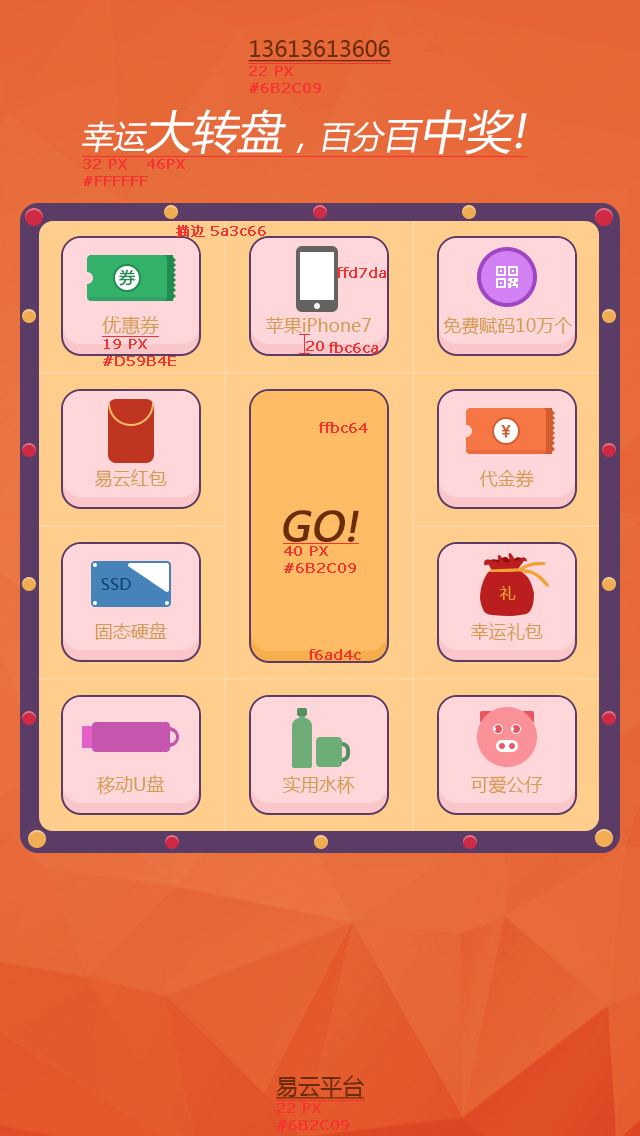 13613613606
22 PX
#6B2C09
幸运大转盘，百分百中奖!
32 PX 46PX
#FFFFFF
描边 5a3c66
券
ffd7da
优惠券
苹果iPhone7
免费赋码10万个
19 PX
#D59B4E
20 fbc6ca
ffbc64
¥
易云红包
代金券
GO!
40 PX
#6B2C09
SSD
礼
固态硬盘
幸运礼包
f6ad4c
移动U盘
实用水杯
可爱公仔
易云平台
22 PX
#6B2C09